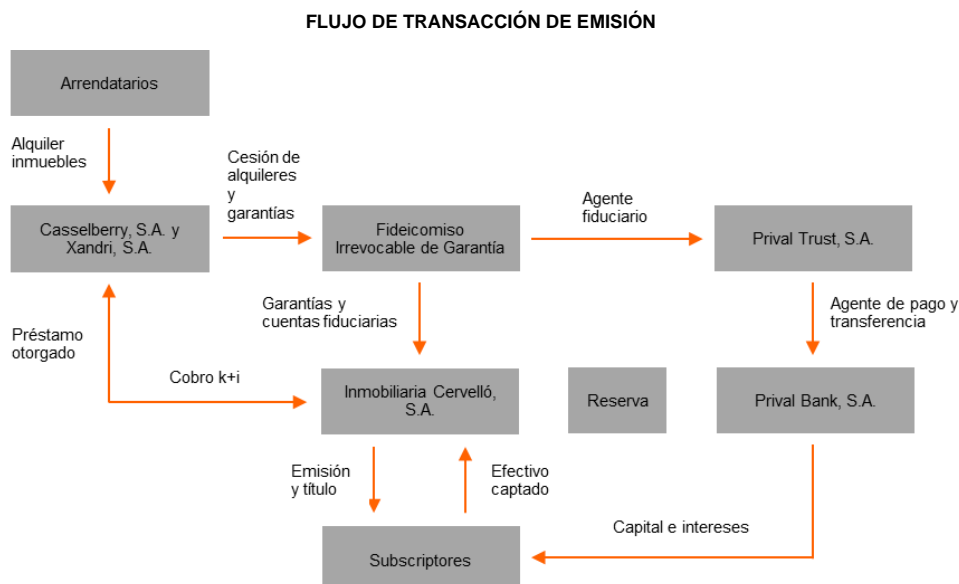 FLUJO DE TRANSACCIÓN DE EMISIÓN
Arrendatarios
Alquiler
inmuebles
Cesión de
alquileres
y
garantías
Agente
fiduciario
Casselberry, S.A. y
Xandri, S.A.
Fideicomiso
Irrevocable de Garantía
Prival Trust, S.A.
Garantías y
cuentas fiduciarias
Agente de pago y
transferencia
Préstamo
otorgado
Cobro k+i
Inmobiliaria Cervelló,
S.A.
Reserva
Prival Bank, S.A.
Emisión
y título
Efectivo
captado
Capital e intereses
Subscriptores